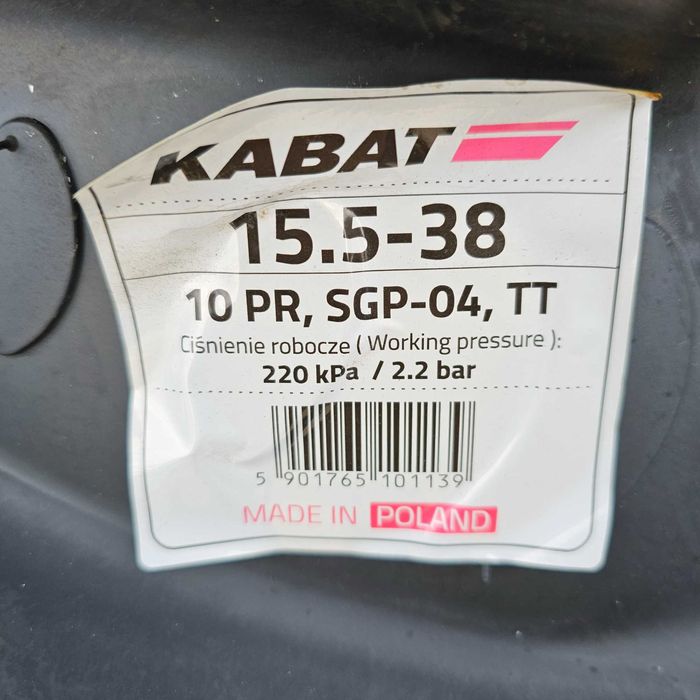 KABAT
15.5-38
10 PR, SGP-04, TT
Ciśnienie robocze ( Working pressure ):
220 kPa / 2.2 bar
5 901765 101139
MADE IN POLAND